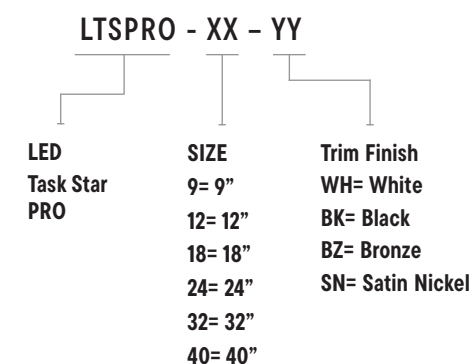 LTSPRO - XX – YY
LED
Task Star
PRO
SIZE
9= 9”
12= 12”
18= 18”
24= 24”
32= 32”
40= 40”
Trim Finish
WH= White
BK= Black
BZ= Bronze
SN= Satin Nickel